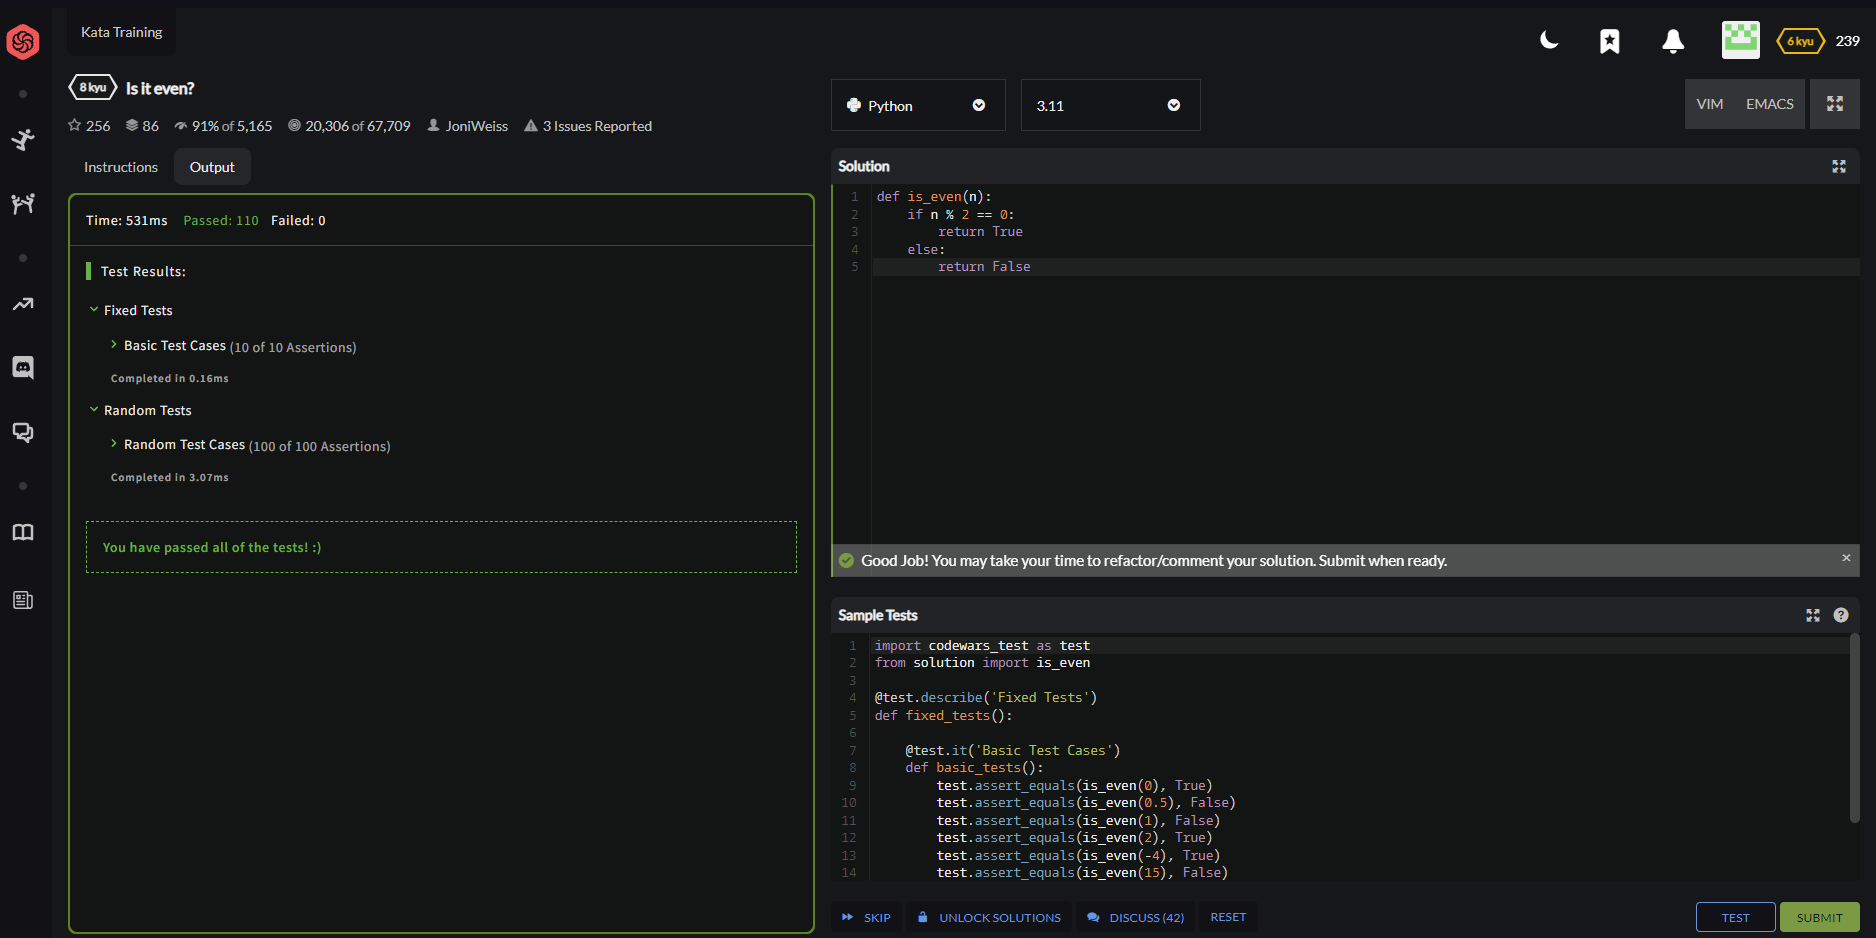 Kata Training
6 kyu 239
8 kyu Is it even?
256 86 91% of 5,165 20,306 of 67,709 JoniWeiss 3 Issues Reported
Instructions Output
Time: 531ms Passed: 110 Failed: 0
Test Results:
Fixed Tests
Basic Test Cases (10 of 10 Assertions)
Completed in 0.16ms
Random Tests
Random Test Cases (100 of 100 Assertions)
Completed in 3.07ms
You have passed all of the tests! :)
Python 3.11
VIM EMACS
Solution
1 def is_even(n):
2     if n % 2 == 0:
3         return True
4     else:
5         return False
Good Job! You may take your time to refactor/comment your solution. Submit when ready. ×
Sample Tests ?
1 import codewars_test as test
2 from solution import is_even
3
4 @test.describe('Fixed Tests')
5 def fixed_tests():
6
7     @test.it('Basic Test Cases')
8     def basic_tests():
9         test.assert_equals(is_even(0), True)
10         test.assert_equals(is_even(0.5), False)
11         test.assert_equals(is_even(1), False)
12         test.assert_equals(is_even(2), True)
13         test.assert_equals(is_even(-4), True)
14         test.assert_equals(is_even(15), False)
SKIP UNLOCK SOLUTIONS DISCUSS (42) RESET TEST SUBMIT